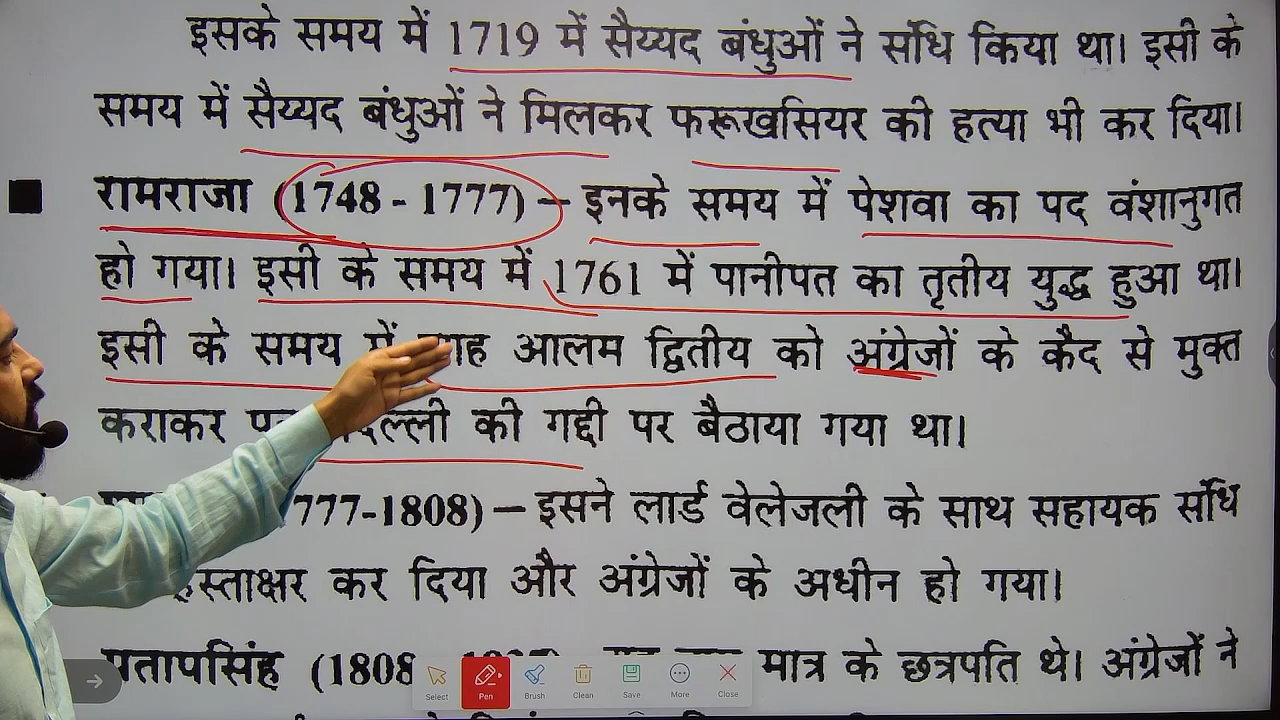 इसके समय में 1719 में सैय्यद बंधुओं ने संधि किया था। इसी के
समय में सैय्यद बंधुओं ने मिलकर फरूखसियर की हत्या भी कर दिया।
रामराजा (1748 - 1777) – इनके समय में पेशवा का पद वंशानुगत
हो गया। इसी के समय में 1761 में पानीपत का तृतीय युद्ध हुआ था।
इसी के समय में शाह आलम द्वितीय को अंग्रेजों के कैद से मुक्त
कराकर दिल्ली की गद्दी पर बैठाया गया था।
777-1808) – इसने लार्ड वेलेजली के साथ सहायक संधि
हस्ताक्षर कर दिया और अंग्रेजों के अधीन हो गया।
प्रतापसिंह (1808 मात्र के छत्रपति थे। अंग्रेजों ने
Select Pen Brush Clean Save More Close